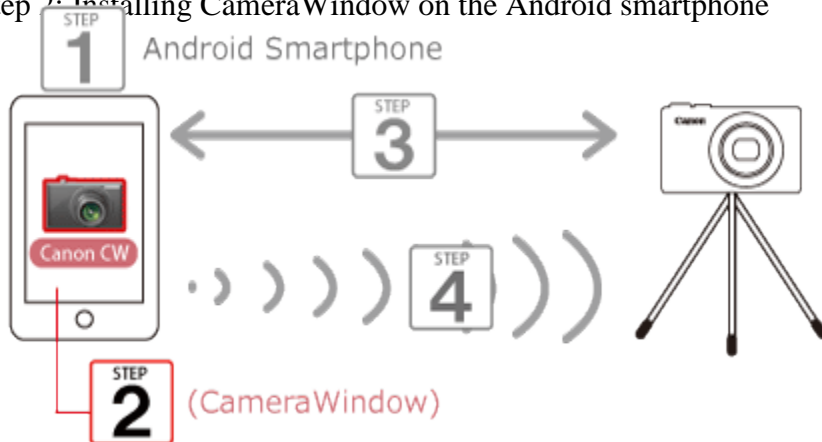 Step 2: Installing CameraWindow on the Android smartphone
STEP
1
Android Smartphone
STEP
3
Canon
Canon CW
STEP
4
STEP
2
(CameraWindow)